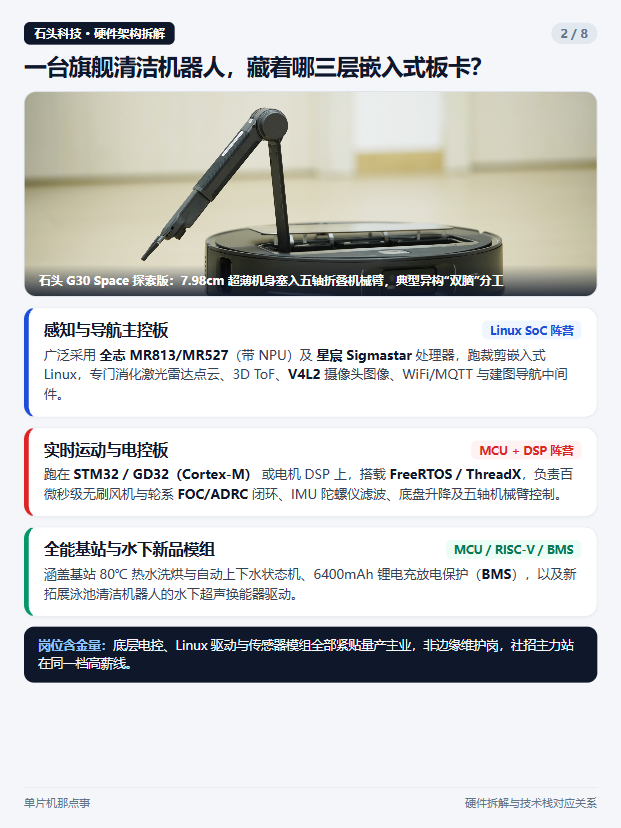 石头科技·硬件架构拆解
2 / 8
一台旗舰清洁机器人，藏着哪三层嵌入式板卡？
石头 G30 Space 探索版：7.98cm 超薄机身塞入五轴折叠机械臂，典型异构“双脑”分工
感知与导航主控板
Linux SoC 阵营
广泛采用 全志 MR813/MR527（带 NPU）及 星宸 Sigmastar 处理器，跑裁剪嵌入式
Linux，专门消化激光雷达点云、3D ToF、V4L2 摄像头图像、WiFi/MQTT 与建图导航中间
件。
实时运动与电控板
MCU + DSP 阵营
跑在 STM32 / GD32（Cortex-M） 或电机 DSP 上，搭载 FreeRTOS / ThreadX，负责百
微秒级无刷风机与轮系 FOC/ADRC 闭环、IMU 陀螺仪滤波、底盘升降及五轴机械臂控制。
全能基站与水下新品模组
MCU / RISC-V / BMS
涵盖基站 80℃ 热水洗烘与自动上下水状态机、6400mAh 锂电充放电保护（BMS），以及新
拓展泳池清洁机器人的水下超声换能器驱动。
岗位含金量：底层电控、Linux 驱动与传感器模组全部紧贴量产主业，非边缘维护岗，社招主力站
在同一档高薪线。
单片机那点事
硬件拆解与技术栈对应关系